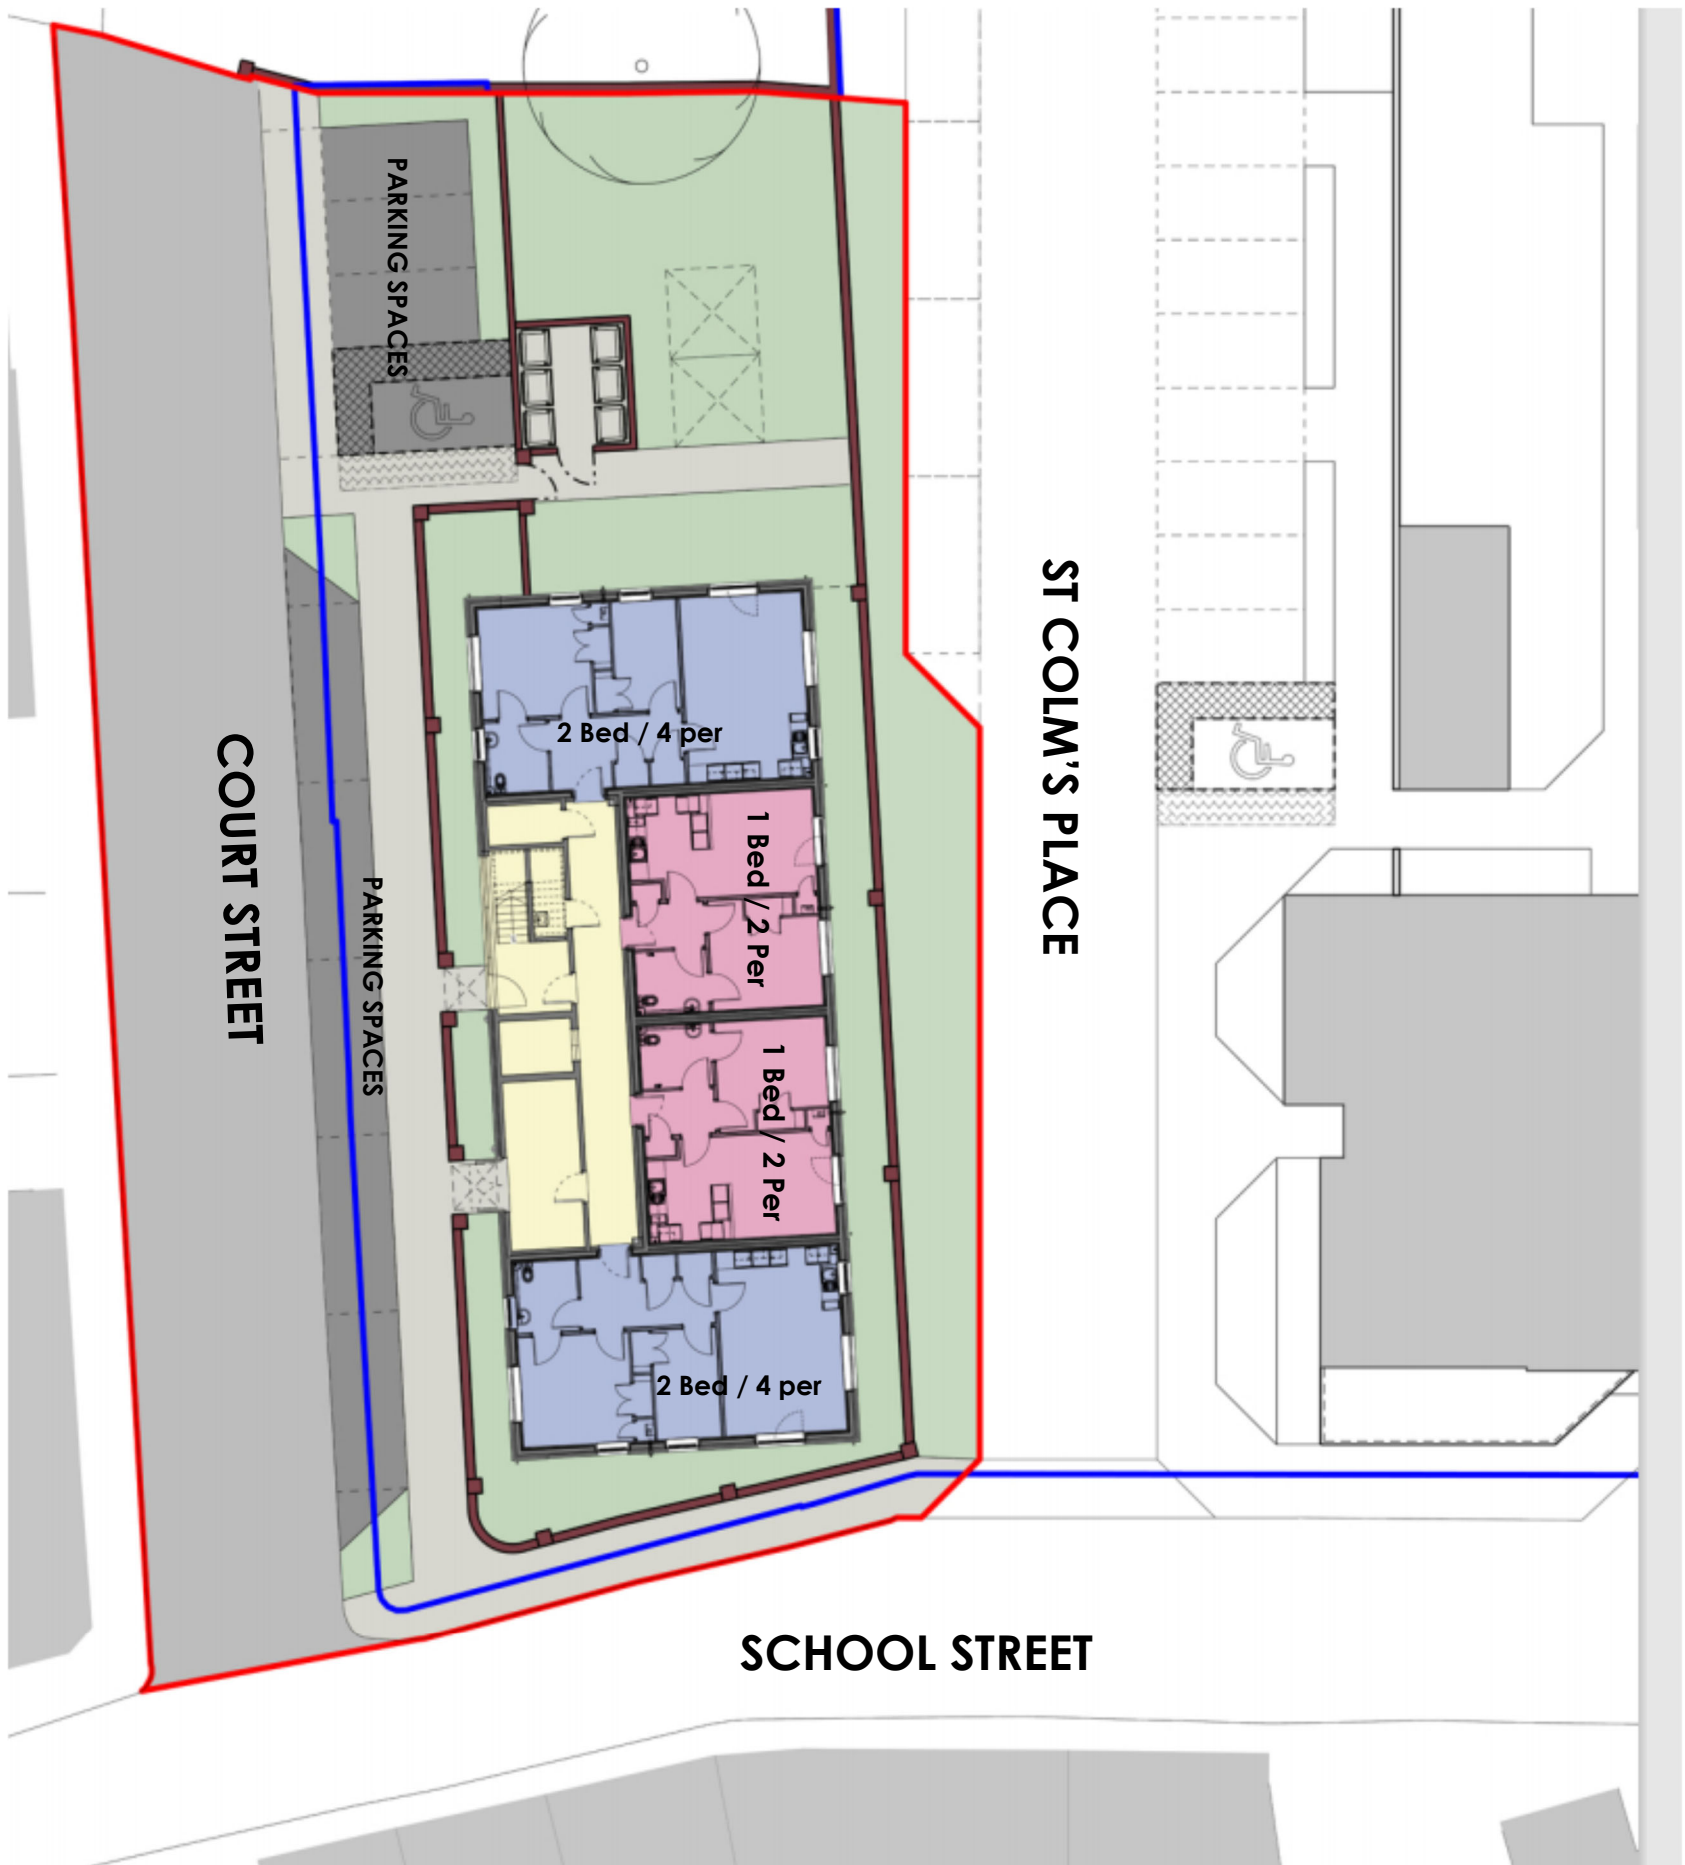 PARKING SPACES
ST COLM'S PLACE
2 Bed / 4 per
COURT STREET
1 Bed / 2 Per
PARKING SPACES
1 Bed / 2 Per
2 Bed / 4 per
SCHOOL STREET